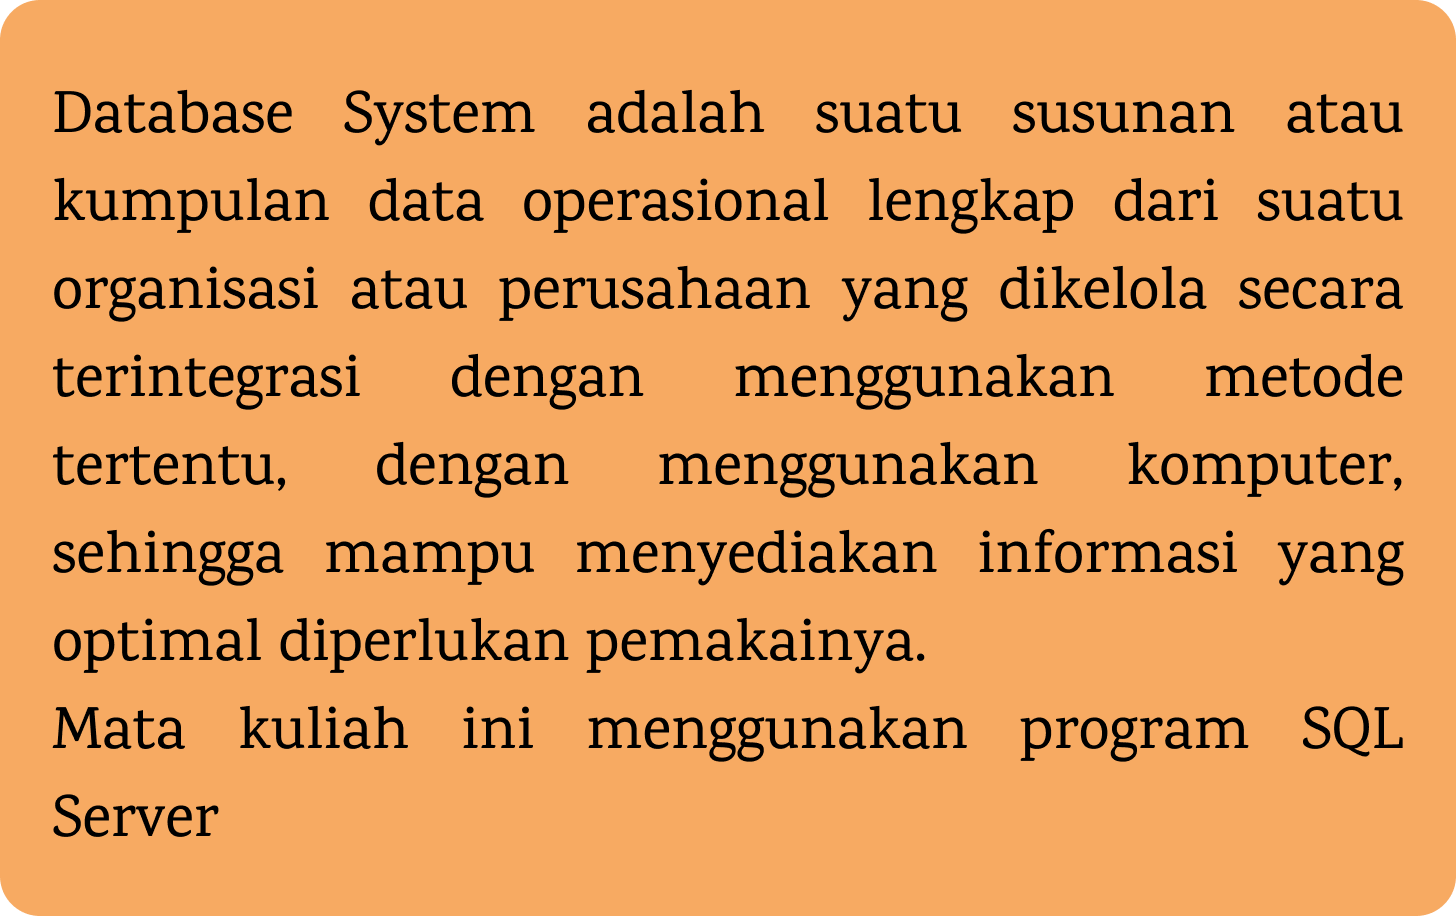 Database System adalah suatu susunan atau
kumpulan data operasional lengkap dari suatu
organisasi atau perusahaan yang dikelola secara
terintegrasi dengan menggunakan metode
tertentu, dengan menggunakan komputer,
sehingga mampu menyediakan informasi yang
optimal diperlukan pemakainya.
Mata kuliah ini menggunakan program SQL
Server